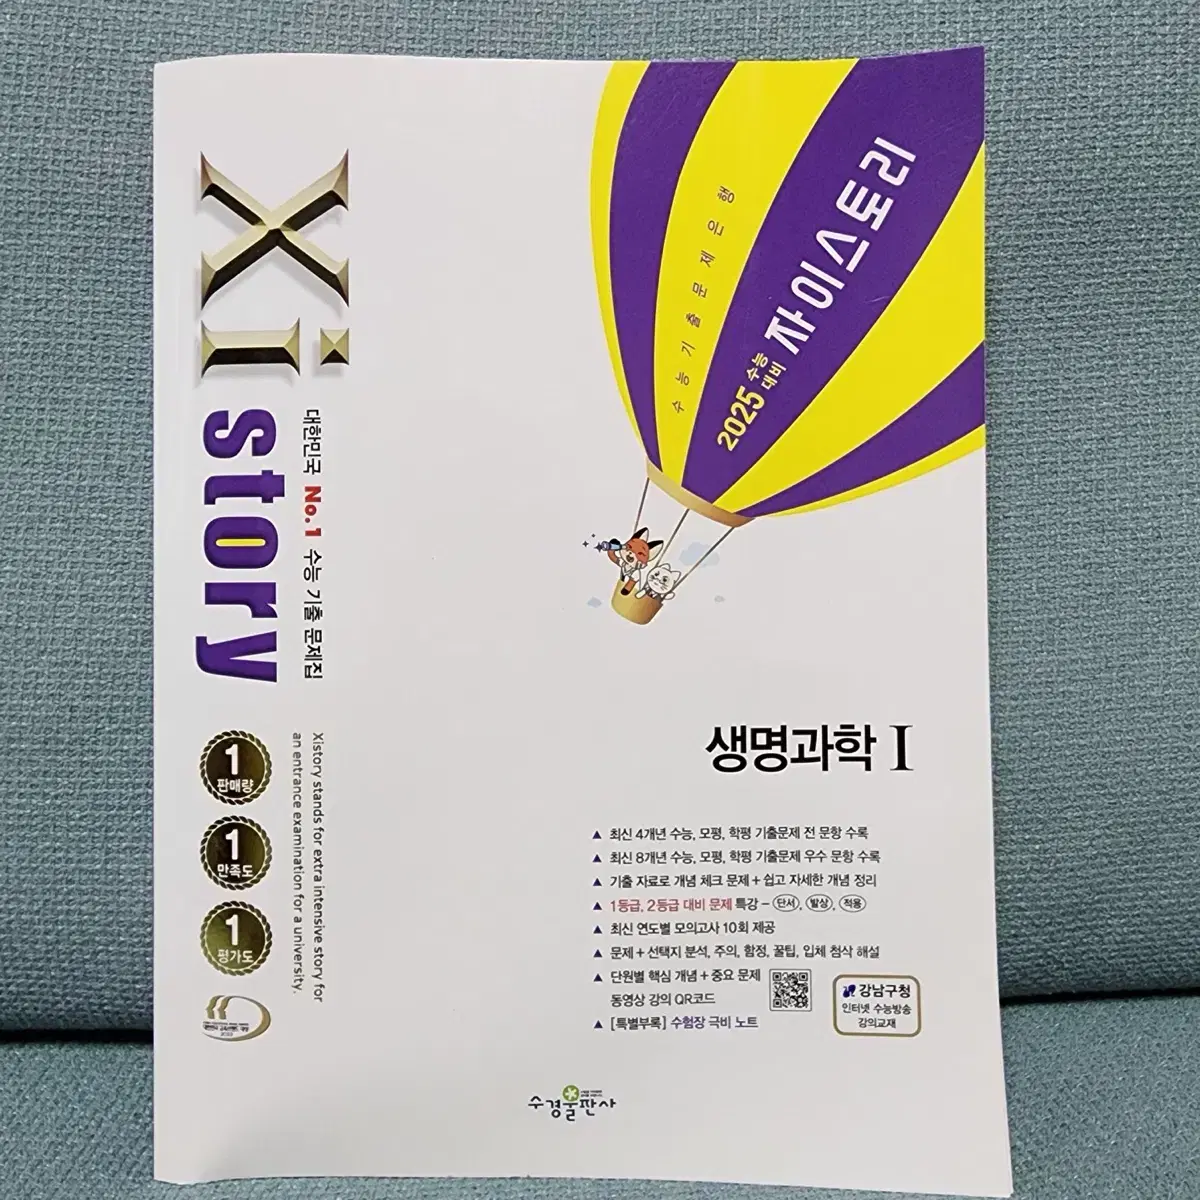 Xi
story
대한민국 No.1 수능 기출 문제집
Xistory stands for extra intensive story for
an entrance examination for a university.
1
판매량
1
만족도
1
평가도
수능기출문제은행
2025 수능
대비
자이스토리
생명과학 I
▲ 최신 4개년 수능, 모평, 학평 기출문제 전 문항 수록
▲ 최신 8개년 수능, 모평, 학평 기출문제 우수 문항 수록
▲ 기출 자료로 개념 체크 문제 + 쉽고 자세한 개념 정리
▲ 1등급, 2등급 대비 문제 특강 - 단서, 발상, 적용
▲ 최신 연도별 모의고사 10회 제공
▲ 문제 + 선택지 분석, 주의, 함정, 꿀팁, 입체 첨삭 해설
▲ 단원별 핵심 개념 + 중요 문제
동영상 강의 QR코드
▲ [특별부록] 수험장 극비 노트
강남구청
인터넷 수능방송
강의교재
수경출판사